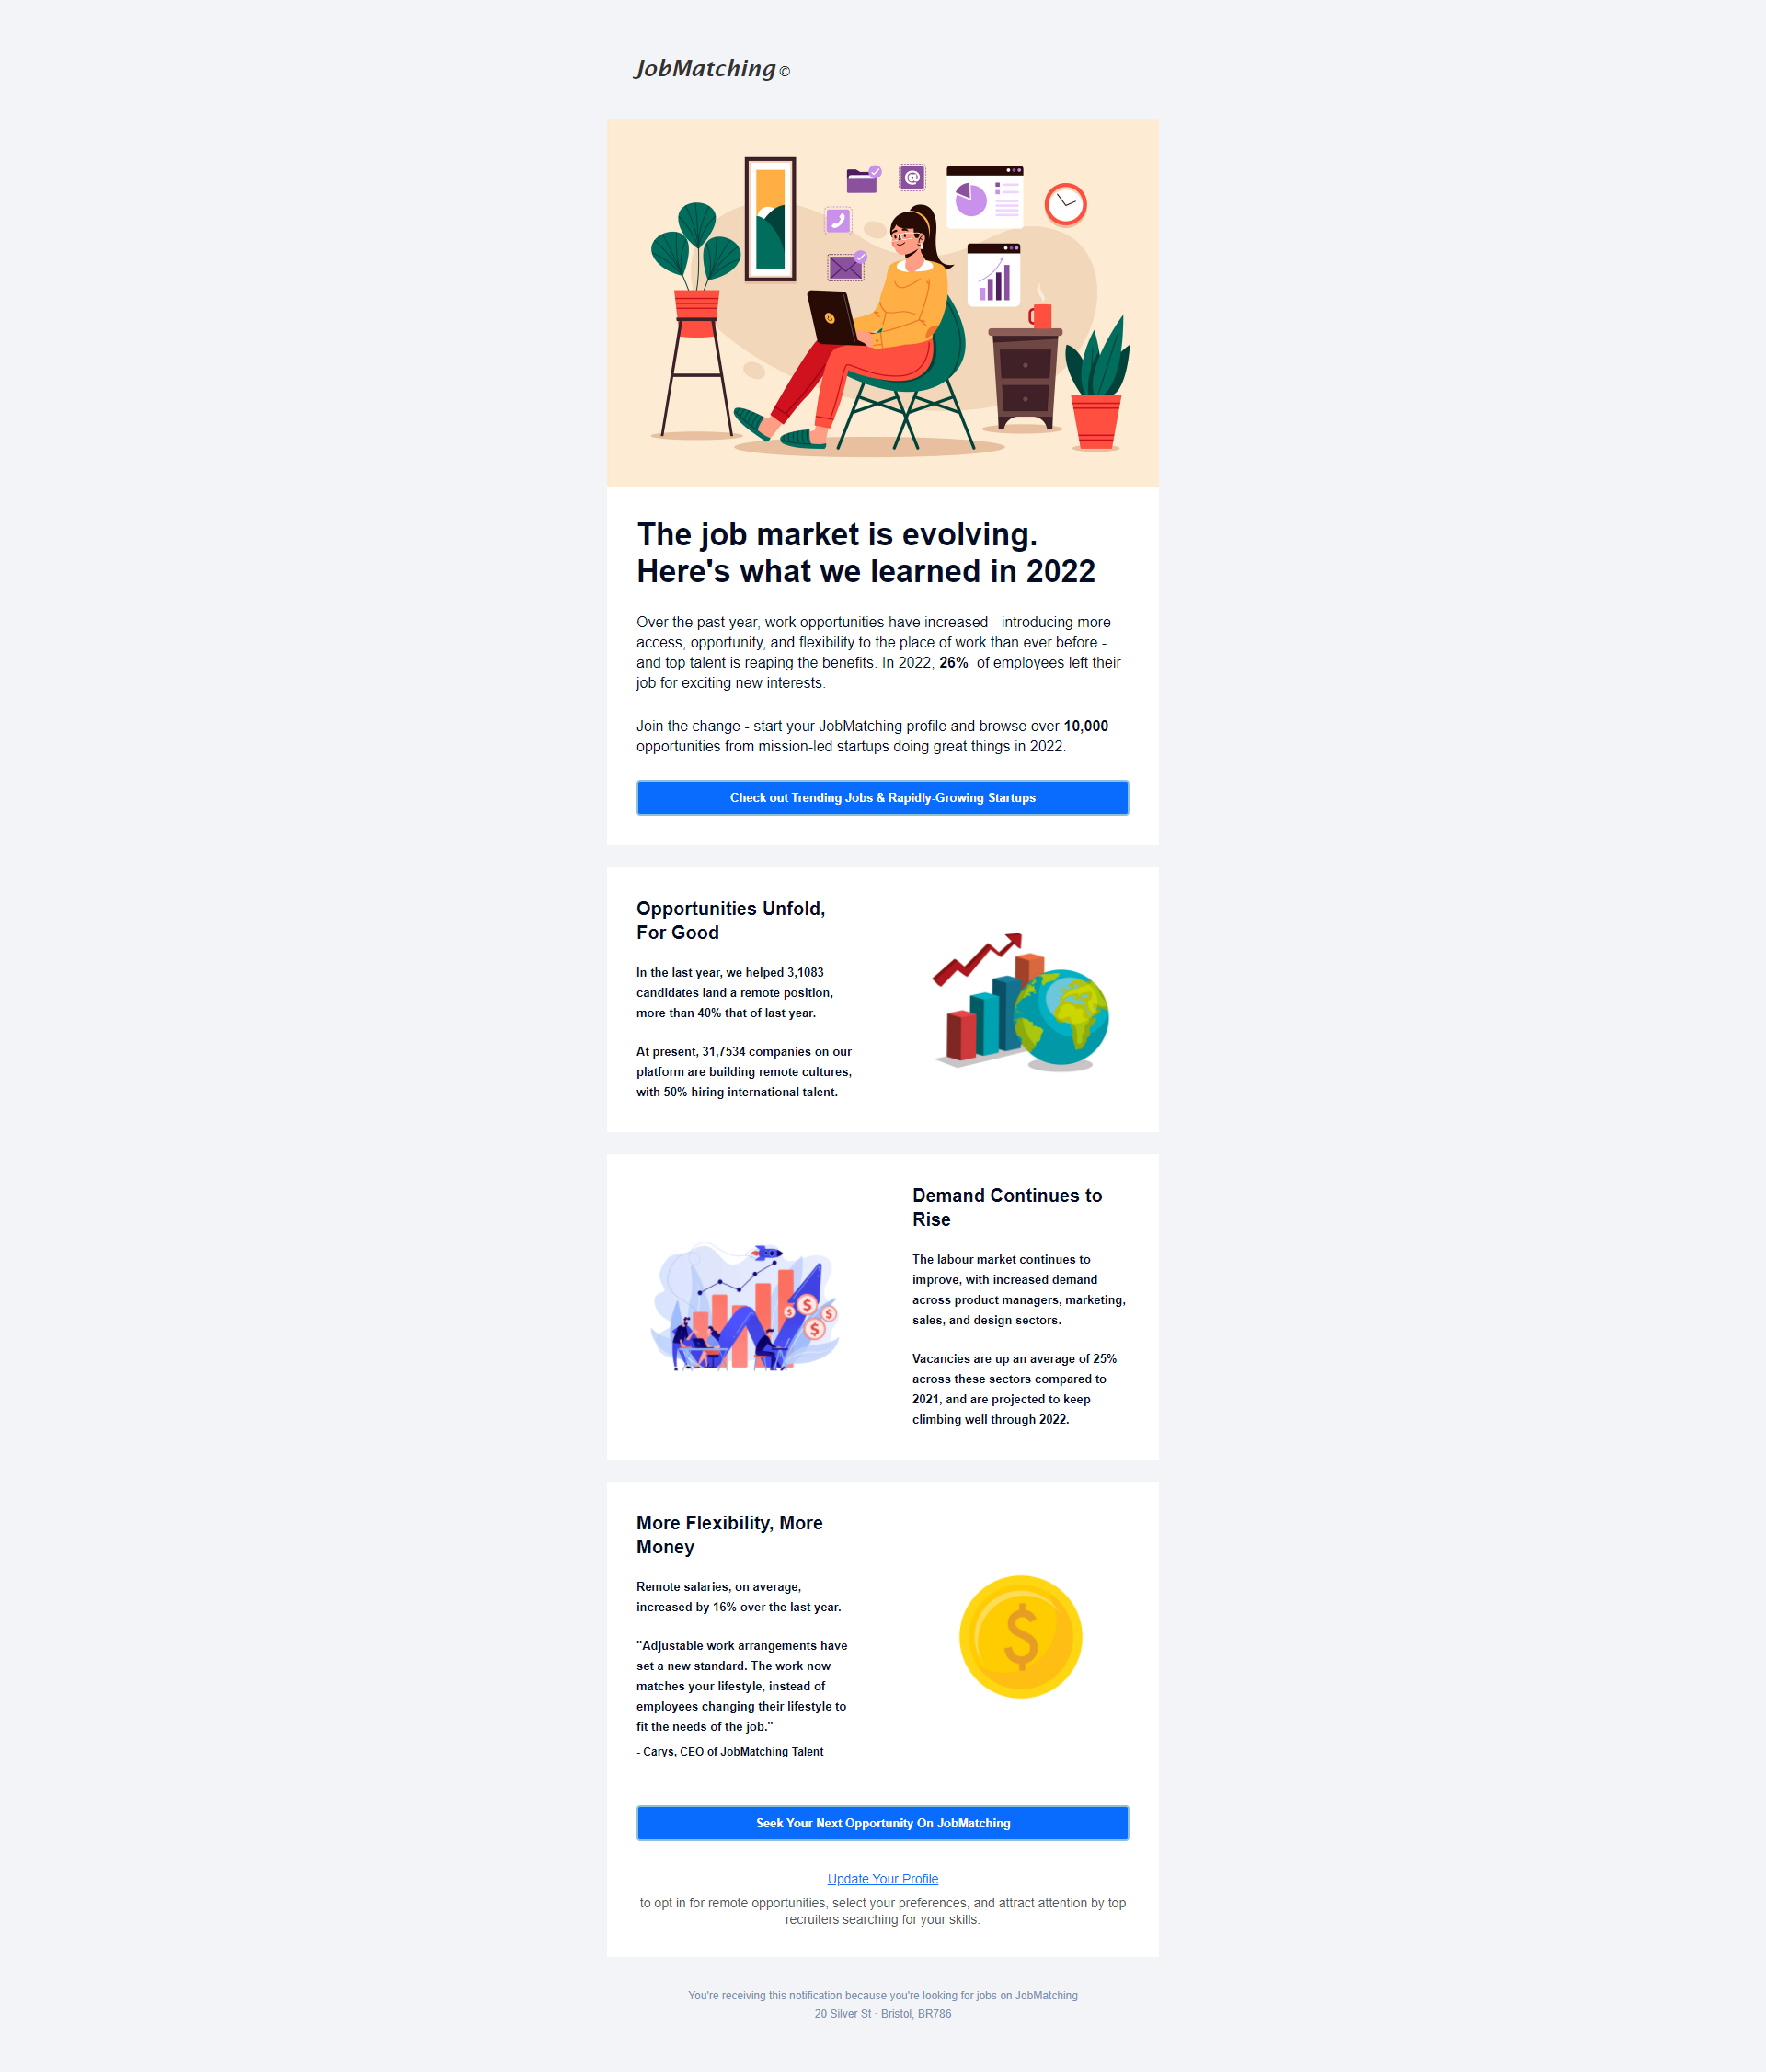 JobMatching ©
@
The job market is evolving.
Here's what we learned in 2022
Over the past year, work opportunities have increased - introducing more
access, opportunity, and flexibility to the place of work than ever before -
and top talent is reaping the benefits. In 2022, 26%  of employees left their
job for exciting new interests.
Join the change - start your JobMatching profile and browse over 10,000
opportunities from mission-led startups doing great things in 2022.
Check out Trending Jobs & Rapidly-Growing Startups
Opportunities Unfold,
For Good
In the last year, we helped 3,1083
candidates land a remote position,
more than 40% that of last year.
At present, 31,7534 companies on our
platform are building remote cultures,
with 50% hiring international talent.
Demand Continues to
Rise
The labour market continues to
improve, with increased demand
across product managers, marketing,
sales, and design sectors.
Vacancies are up an average of 25%
across these sectors compared to
2021, and are projected to keep
climbing well through 2022.
$
$
$
$
More Flexibility, More
Money
Remote salaries, on average,
increased by 16% over the last year.
"Adjustable work arrangements have
set a new standard. The work now
matches your lifestyle, instead of
employees changing their lifestyle to
fit the needs of the job."
- Carys, CEO of JobMatching Talent
$
Seek Your Next Opportunity On JobMatching
Update Your Profile
to opt in for remote opportunities, select your preferences, and attract attention by top
recruiters searching for your skills.
You're receiving this notification because you're looking for jobs on JobMatching
20 Silver St · Bristol, BR786